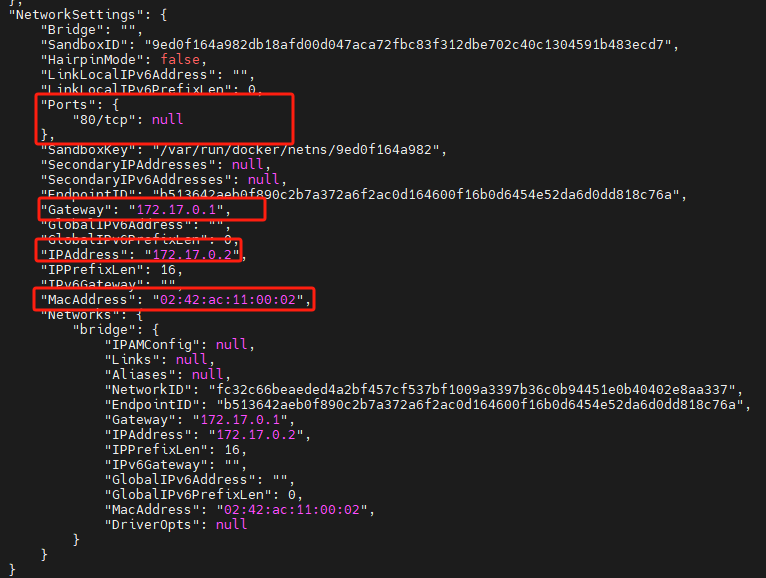 },
"NetworkSettings": {
"Bridge": "",
"SandboxID": "9ed0f164a982db18afd00d047aca72fbc83f312dbe702c40c1304591b483ecd7",
"HairpinMode": false,
"LinkLocalIPv6Address": "",
"LinkLocalIPv6PrefixLen": 0,
"Ports": {
"80/tcp": null
},
"SandboxKey": "/var/run/docker/netns/9ed0f164a982",
"SecondaryIPAddresses": null,
"SecondaryIPv6Addresses": null,
"EndpointID": "b513642aeb0f890c2b7a372a6f2ac0d164600f16b0d6454e52da6d0dd818c76a",
"Gateway": "172.17.0.1",
"GlobalIPv6Address": "",
"GlobalIPv6PrefixLen": 0,
"IPAddress": "172.17.0.2",
"IPPrefixLen": 16,
"IPv6Gateway": "",
"MacAddress": "02:42:ac:11:00:02",
"Networks": {
"bridge": {
"IPAMConfig": null,
"Links": null,
"Aliases": null,
"NetworkID": "fc32c66beaeded4a2bf457cf537bf1009a3397b36c0b94451e0b40402e8aa337",
"EndpointID": "b513642aeb0f890c2b7a372a6f2ac0d164600f16b0d6454e52da6d0dd818c76a",
"Gateway": "172.17.0.1",
"IPAddress": "172.17.0.2",
"IPPrefixLen": 16,
"IPv6Gateway": "",
"GlobalIPv6Address": "",
"GlobalIPv6PrefixLen": 0,
"MacAddress": "02:42:ac:11:00:02",
"DriverOpts": null
}
}
}